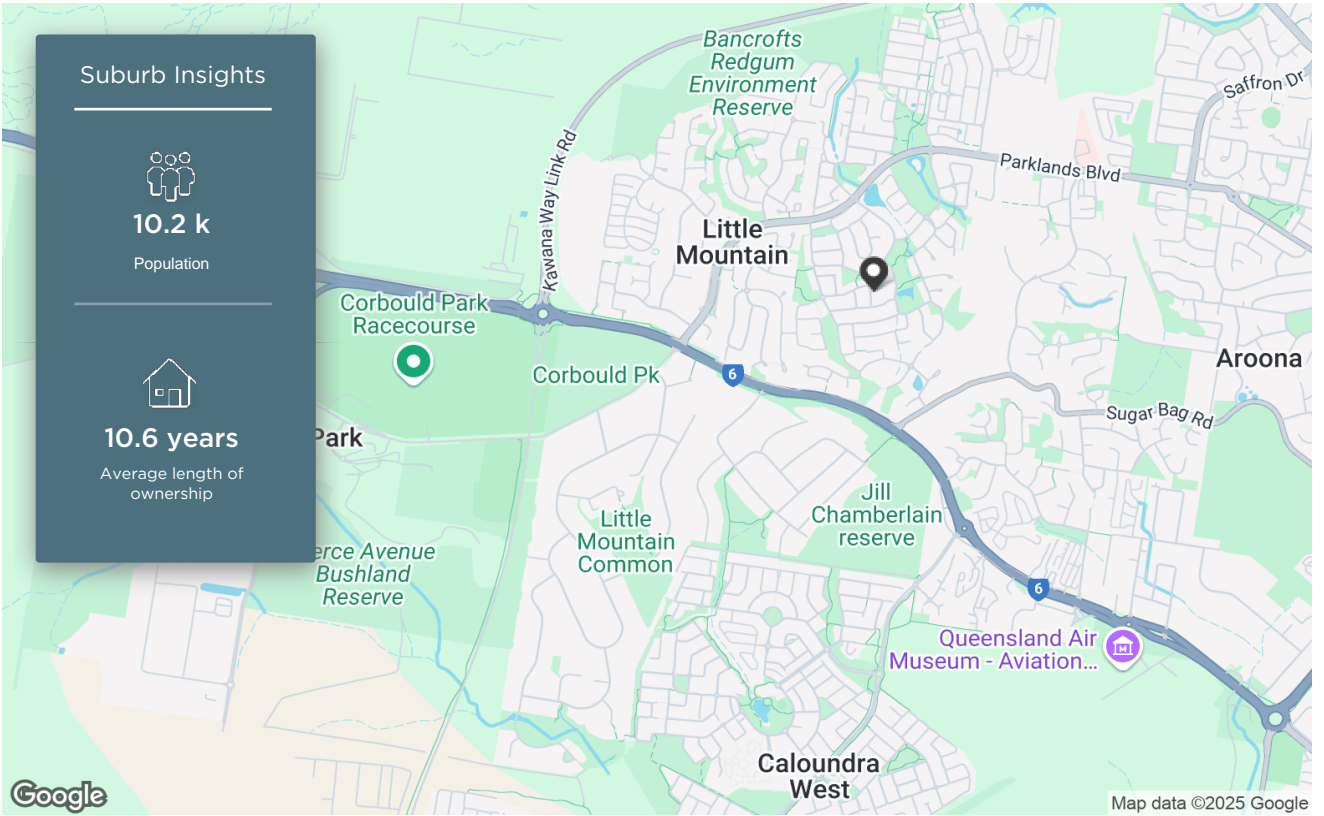 Suburb Insights
10.2 k
Population
10.6 years
Average length of
ownership
Bancrofts
Redgum
Environment
Reserve
Saffron Dr
Kawana Way Link Rd
Parklands Blvd
Little
Mountain
Corbould Park
Racecourse
Corbould Pk
6
Aroona
Sugar Bag Rd
Park
Jill
Chamberlain
reserve
Little
Mountain
Common
Avenue
Bushland
Reserve
6
Queensland Air
Museum - Aviation...
Caloundra
West
Google
Map data ©2025 Google